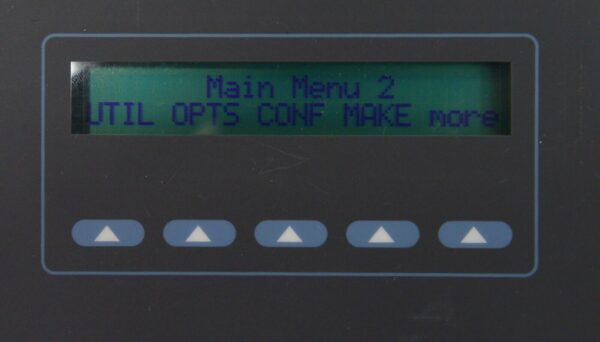 Main Menu 2
UTIL OPTS CONF MAKE more